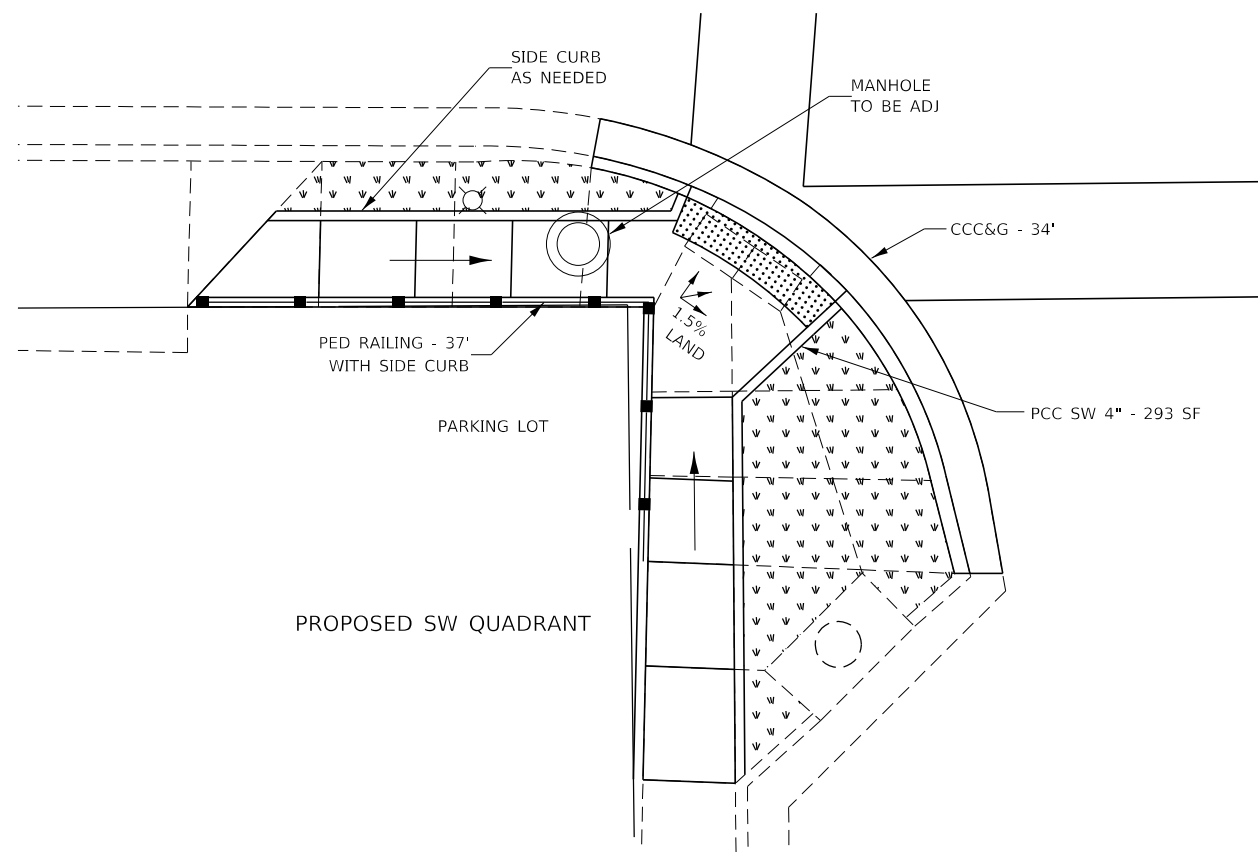 SIDE CURB
AS NEEDED
MANHOLE
TO BE ADJ
CCC&G - 34'
1.5%
LAND
PED RAILING - 37'
WITH SIDE CURB
PCC SW 4" - 293 SF
PARKING LOT
PROPOSED SW QUADRANT